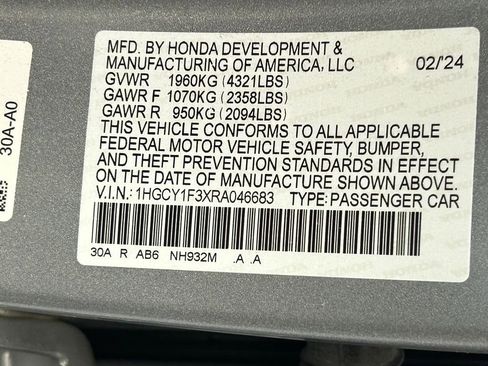 MFD. BY HONDA DEVELOPMENT &
MANUFACTURING OF AMERICA, LLC 02/24
GVWR 1960KG (4321LBS)
GAWR F 1070KG (2358LBS)
GAWR R 950KG (2094LBS)
THIS VEHICLE CONFORMS TO ALL APPLICABLE
FEDERAL MOTOR VEHICLE SAFETY, BUMPER,
AND THEFT PREVENTION STANDARDS IN EFFECT
ON THE DATE OF MANUFACTURE SHOWN ABOVE.
V.I.N.: 1HGCY1F3XRA046683 TYPE: PASSENGER CAR
30A R AB6 NH932M .A .A
30A-A0